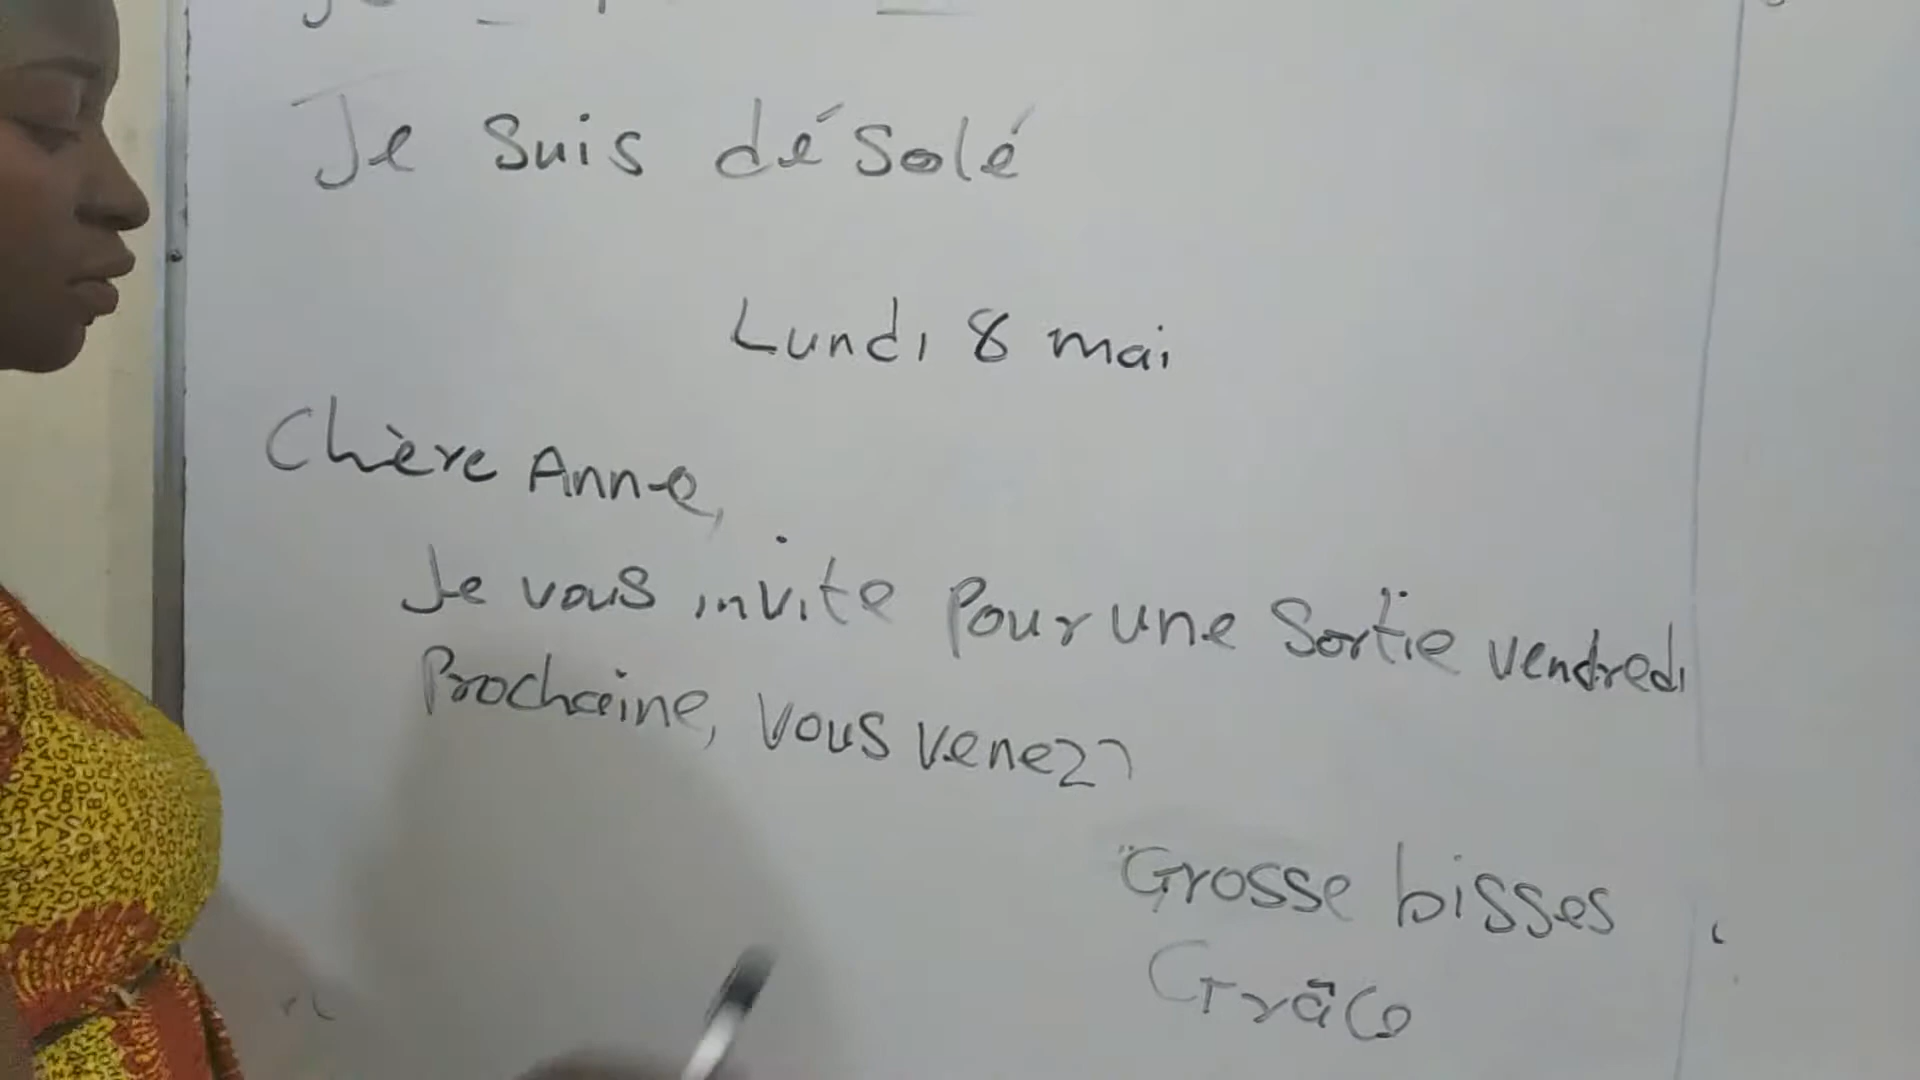 Je Suis désolé
Lundi 8 mai
Chère Anne,
Je vous invite Pour une Sortie vendredi
Prochaine, Vous venez?
Grosse bisses
Grâce